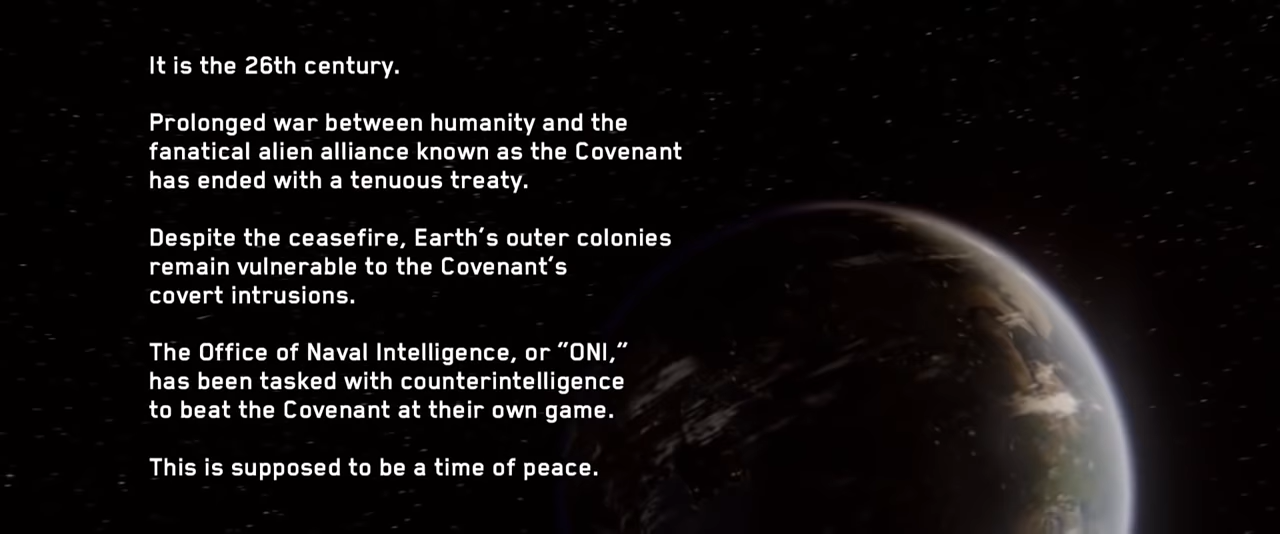 It is the 26th century.
Prolonged war between humanity and the
fanatical alien alliance known as the Covenant
has ended with a tenuous treaty.
Despite the ceasefire, Earth’s outer colonies
remain vulnerable to the Covenant’s
covert intrusions.
The Office of Naval Intelligence, or “ONI,”
has been tasked with counterintelligence
to beat the Covenant at their own game.
This is supposed to be a time of peace.